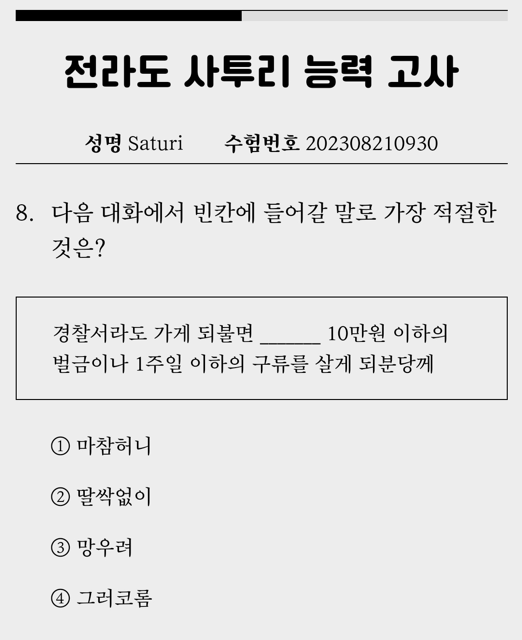 전라도 사투리 능력 고사
성명 Saturi 수험번호 202308210930
8. 다음 대화에서 빈칸에 들어갈 말로 가장 적절한
것은?
경찰서라도 가게 되불면 ______ 10만원 이하의
벌금이나 1주일 이하의 구류를 살게 되분당께
① 마참허니
② 딸싹없이
③ 망우려
④ 그러코롬